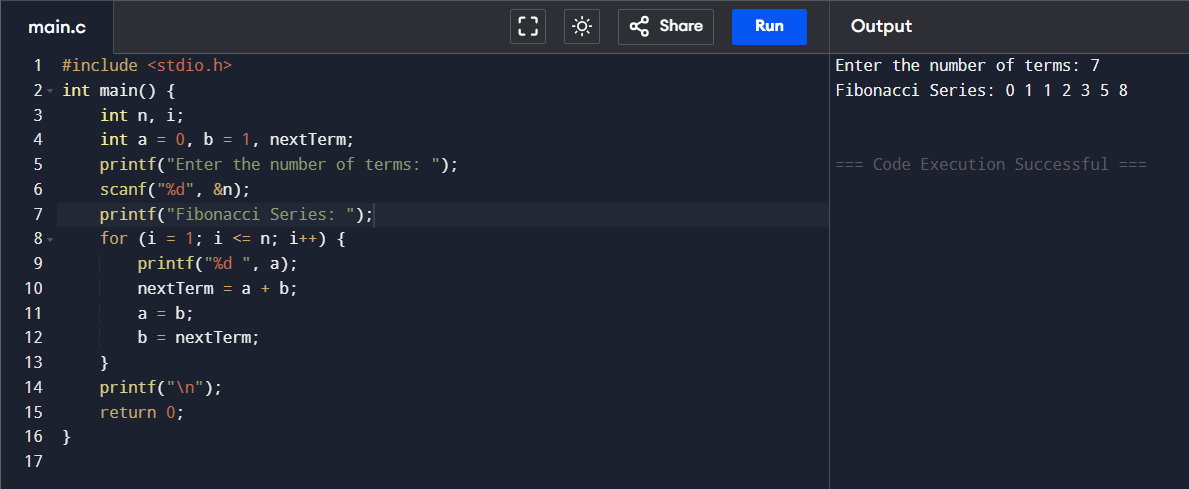 main.c Share Run Output
1 #include <stdio.h>
2 int main() {
3     int n, i;
4     int a = 0, b = 1, nextTerm;
5     printf("Enter the number of terms: ");
6     scanf("%d", &n);
7     printf("Fibonacci Series: ");
8     for (i = 1; i <= n; i++) {
9         printf("%d ", a);
10         nextTerm = a + b;
11         a = b;
12         b = nextTerm;
13     }
14     printf("\n");
15     return 0;
16 }
17
Enter the number of terms: 7
Fibonacci Series: 0 1 1 2 3 5 8
=== Code Execution Successful ===